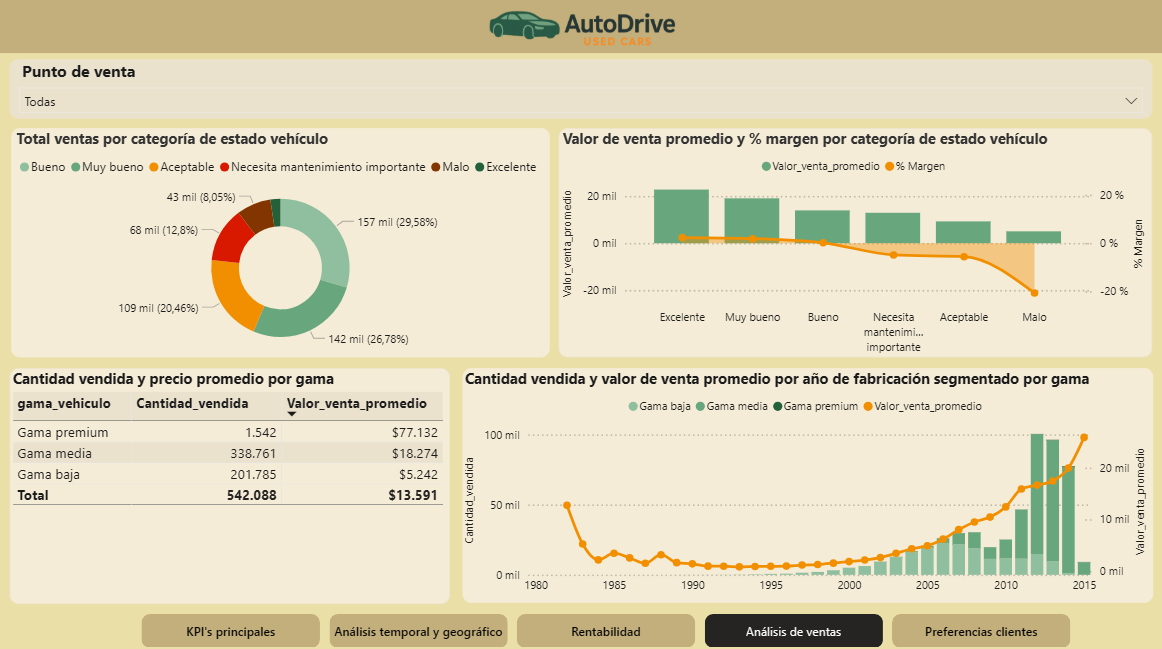 AutoDrive
USED CARS
Punto de venta
Todas
Total ventas por categoría de estado vehículo
Bueno Muy bueno Aceptable Necesita mantenimiento importante Malo Excelente
43 mil (8,05%)
157 mil (29,58%)
68 mil (12,8%)
109 mil (20,46%)
142 mil (26,78%)
Valor de venta promedio y % margen por categoría de estado vehículo
Valor_venta_promedio % Margen
Valor_venta_promedio
20 mil
0 mil
-20 mil
20 %
0 %
-20 %
% Margen
Excelente
Muy bueno
Bueno
Necesita
mantenimi...
importante
Aceptable
Malo
Cantidad vendida y precio promedio por gama
gama_vehiculo Cantidad_vendida Valor_venta_promedio
Gama premium 1.542 $77.132
Gama media 338.761 $18.274
Gama baja 201.785 $5.242
Total 542.088 $13.591
Cantidad vendida y valor de venta promedio por año de fabricación segmentado por gama
Gama baja Gama media Gama premium Valor_venta_promedio
Cantidad_vendida
100 mil
50 mil
0 mil
20 mil
10 mil
0 mil
Valor_venta_promedio
1980 1985 1990 1995 2000 2005 2010 2015
KPI's principales
Análisis temporal y geográfico
Rentabilidad
Análisis de ventas
Preferencias clientes